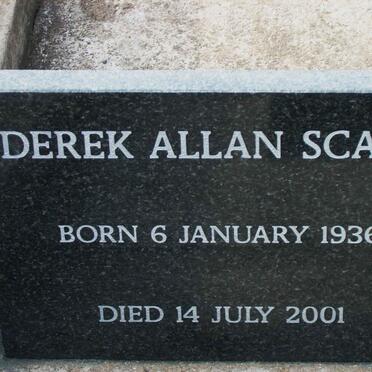 DEREK ALLAN SCA
BORN 6 JANUARY 1936
DIED 14 JULY 2001